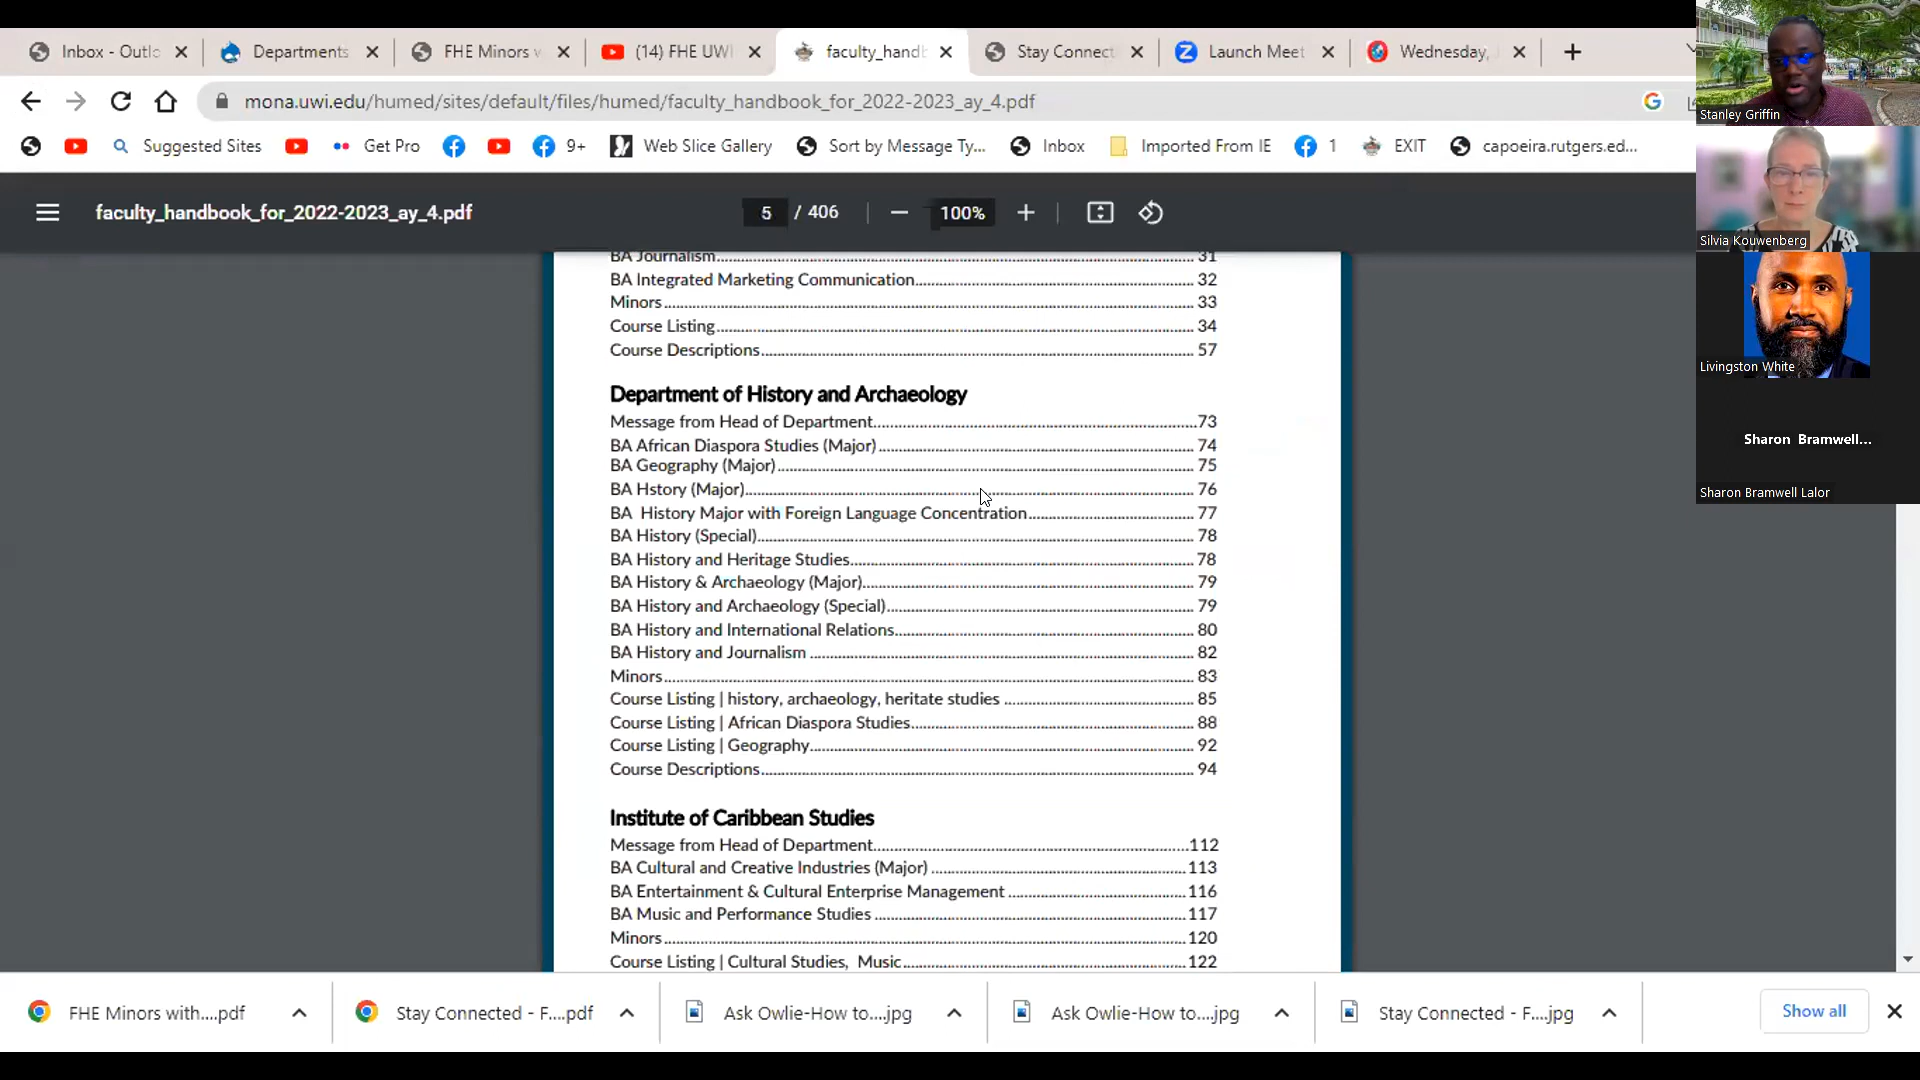 Inbox - Outlo
Departments
FHE Minors w
(14) FHE UWI
faculty_handb
Stay Connect
Launch Meet
Wednesday,
mona.uwi.edu/humed/sites/default/files/humed/faculty_handbook_for_2022-2023_ay_4.pdf
Suggested Sites
Get Pro
9+
Web Slice Gallery
Sort by Message Ty...
Inbox
Imported From IE
1
EXIT
capoeira.rutgers.ed...
faculty_handbook_for_2022-2023_ay_4.pdf
5 / 406
100%
BA Journalism 31
BA Integrated Marketing Communication 32
Minors 33
Course Listing 34
Course Descriptions 57
Department of History and Archaeology
Message from Head of Department 73
BA African Diaspora Studies (Major) 74
BA Geography (Major) 75
BA Hstory (Major) 76
BA History Major with Foreign Language Concentration 77
BA History (Special) 78
BA History and Heritage Studies 78
BA History & Archaeology (Major) 79
BA History and Archaeology (Special) 79
BA History and International Relations 80
BA History and Journalism 82
Minors 83
Course Listing | history, archaeology, heritate studies 85
Course Listing | African Diaspora Studies 88
Course Listing | Geography 92
Course Descriptions 94
Institute of Caribbean Studies
Message from Head of Department 112
BA Cultural and Creative Industries (Major) 113
BA Entertainment & Cultural Enterprise Management 116
BA Music and Performance Studies 117
Minors 120
Course Listing | Cultural Studies, Music 122
FHE Minors with....pdf
Stay Connected - F....pdf
Ask Owlie-How to....jpg
Ask Owlie-How to....jpg
Stay Connected - F....jpg
Show all
Stanley Griffin
Silvia Kouwenberg
Livingston White
Sharon Bramwell...
Sharon Bramwell Lalor